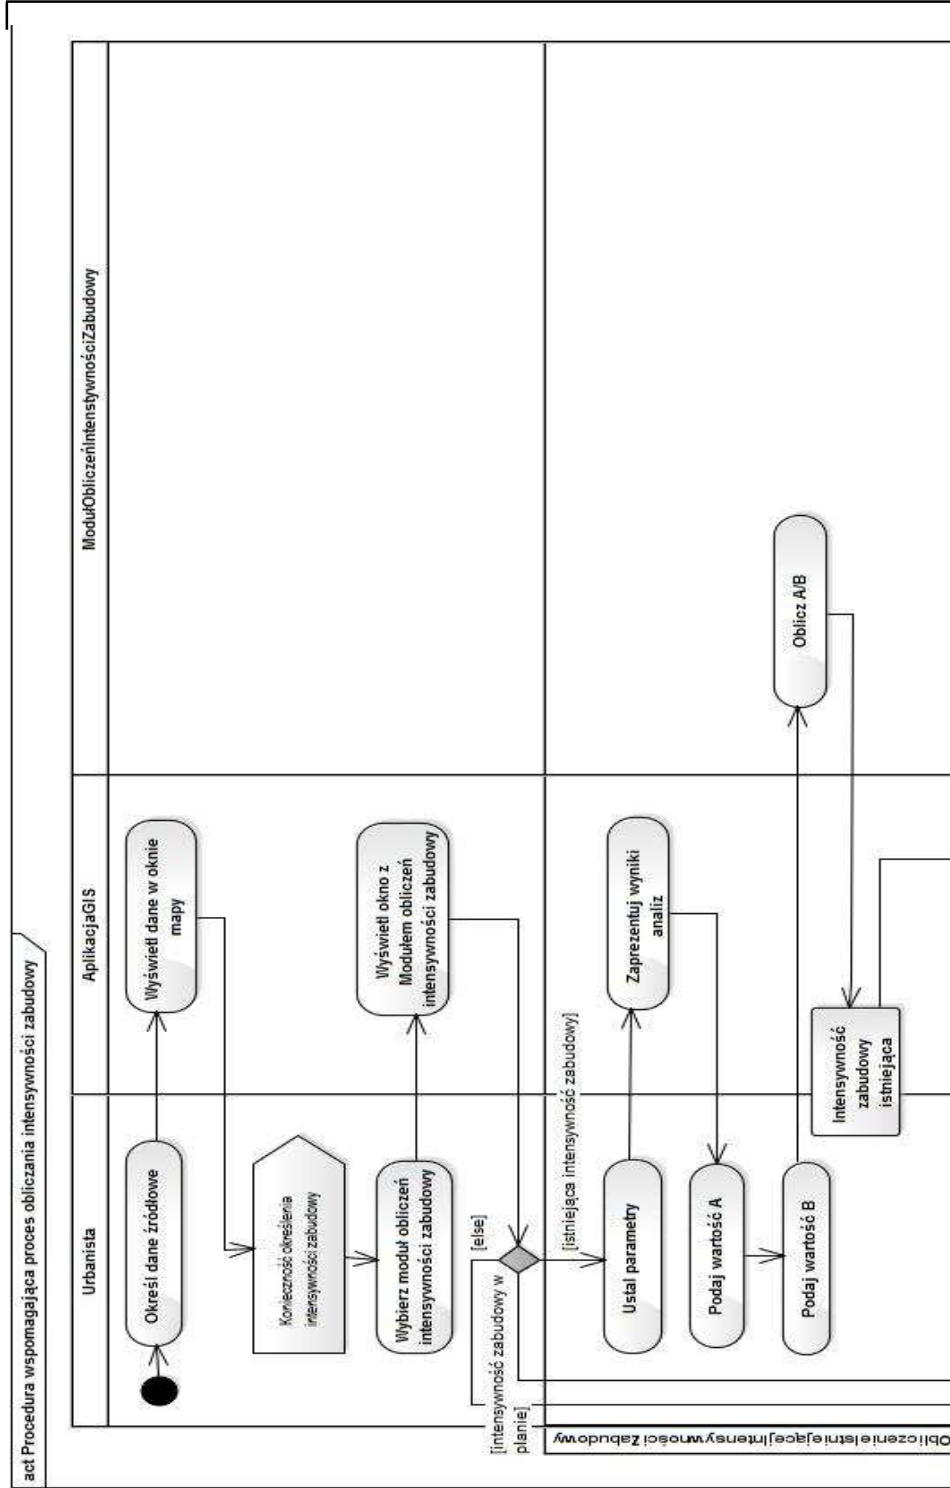 act Procedura wspomagająca proces obliczania intensywności zabudowy
Urbanista
AplikacjaGIS
ModułObliczeńIntenstywnościZabudowy
Określ dane źródłowe
Wyświetl dane w oknie
mapy
Konieczność określenia
intensywności zabudowy
Wybierz moduł obliczeń
intensywności zabudowy
Wyświetl okno z
Modułem obliczeń
intensywności zabudowy
[else]
[intensywność zabudowy w
planie]
[istniejąca intensywność zabudowy]
ObliczenieIstniejącejIntensywnościZabudowy
Ustal parametry
Zaprezentuj wyniki
analiz
Podaj wartość A
Podaj wartość B
Oblicz A/B
Intensywność
zabudowy
istniejąca